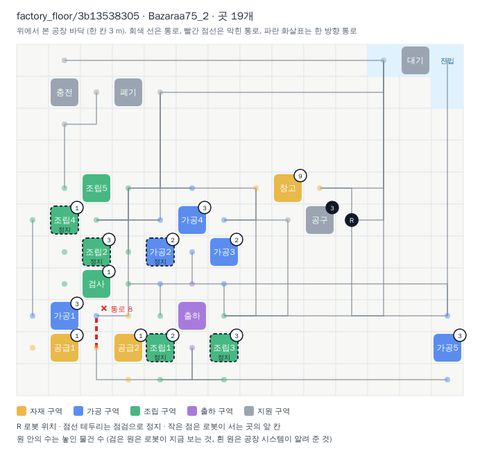 factory_floor/3b13538305 · Bazaraa75_2 · 곳 19개
위에서 본 공장 바닥 (한 칸 3 m). 회색 선은 통로, 빨간 점선은 막힌 통로, 파란 화살표는 한 방향 통로
대기
전립
충전
폐기
조립5
창고
9
조립4
정지
1
가공4
3
공구
3
R
조립2
정지
3
가공2
정지
2
가공3
2
검사
1
가공1
3
✖ 통로 8
출하
공급1
1
공급2
1
조립1
정지
2
조립3
정지
3
가공5
3
자재 구역
가공 구역
조립 구역
출하 구역
지원 구역
R 로봇 위치 · 점선 테두리는 점검으로 정지 · 작은 점은 로봇이 서는 곳의 앞 칸
원 안의 수는 놓인 물건 수 (검은 원은 로봇이 지금 보는 것, 흰 원은 공장 시스템이 알려 준 것)